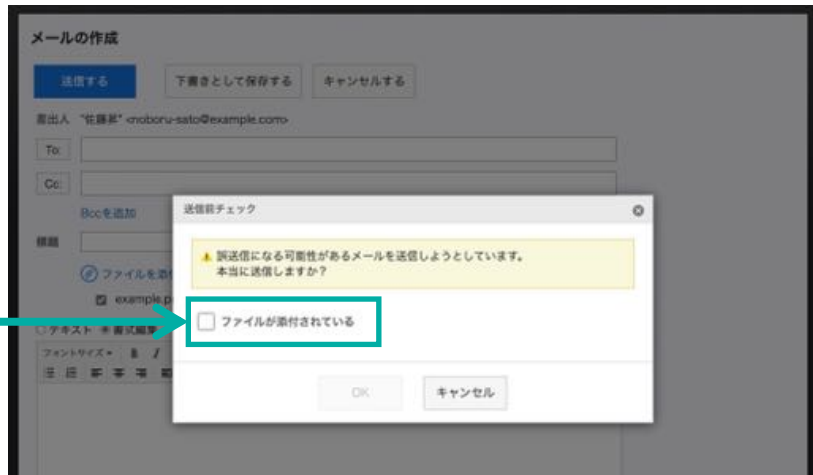 メールの作成
送信する 下書きとして保存する キャンセルする
差出人 "佐藤昇" <noboru-sato@example.com>
To:
Cc:
Bccを追加
標題
送信前チェック
誤送信になる可能性があるメールを送信しようとしています。
本当に送信しますか?
ファイルを添
example.p
ファイルが添付されている
テキスト 書式編集
フォントサイズ B I
OK キャンセル